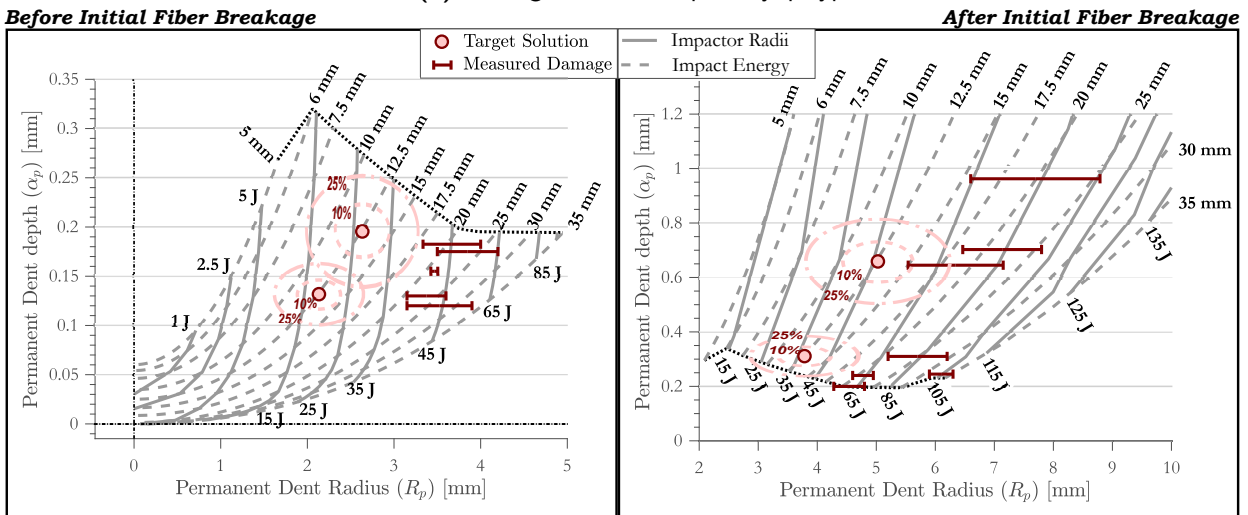 Before Initial Fiber Breakage
After Initial Fiber Breakage
Target Solution
Measured Damage
Impactor Radii
Impact Energy
Permanent Dent depth (αp) [mm]
0.35
0.3
0.25
0.2
0.15
0.1
0.05
0
5 mm
6 mm
7.5 mm
10 mm
12.5 mm
15 mm
17.5 mm
20 mm
25 mm
30 mm
35 mm
1 J
2.5 J
5 J
15 J
25 J
35 J
45 J
65 J
85 J
25%
10%
10%
25%
0
1
2
3
4
5
Permanent Dent Radius (Rp) [mm]
Permanent Dent depth (αp) [mm]
1.2
1
0.8
0.6
0.4
0.2
0
5 mm
6 mm
7.5 mm
10 mm
12.5 mm
15 mm
17.5 mm
20 mm
25 mm
30 mm
35 mm
10%
25%
25%
10%
15 J
25 J
35 J
45 J
65 J
85 J
105 J
115 J
125 J
135 J
2
3
4
5
6
7
8
9
10
Permanent Dent Radius (Rp) [mm]